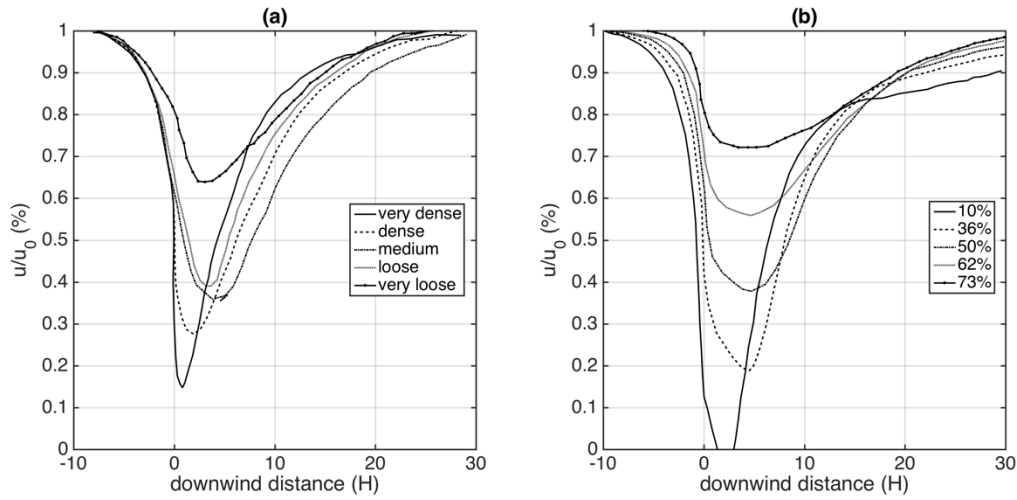 (a)
1
0.9
0.8
0.7
0.6
0.5
0.4
0.3
0.2
0.1
0
u/u0 (%)
very dense
dense
medium
loose
very loose
-10 0 10 20 30
downwind distance (H)
(b)
1
0.9
0.8
0.7
0.6
0.5
0.4
0.3
0.2
0.1
0
u/u0 (%)
10%
36%
50%
62%
73%
-10 0 10 20 30
downwind distance (H)